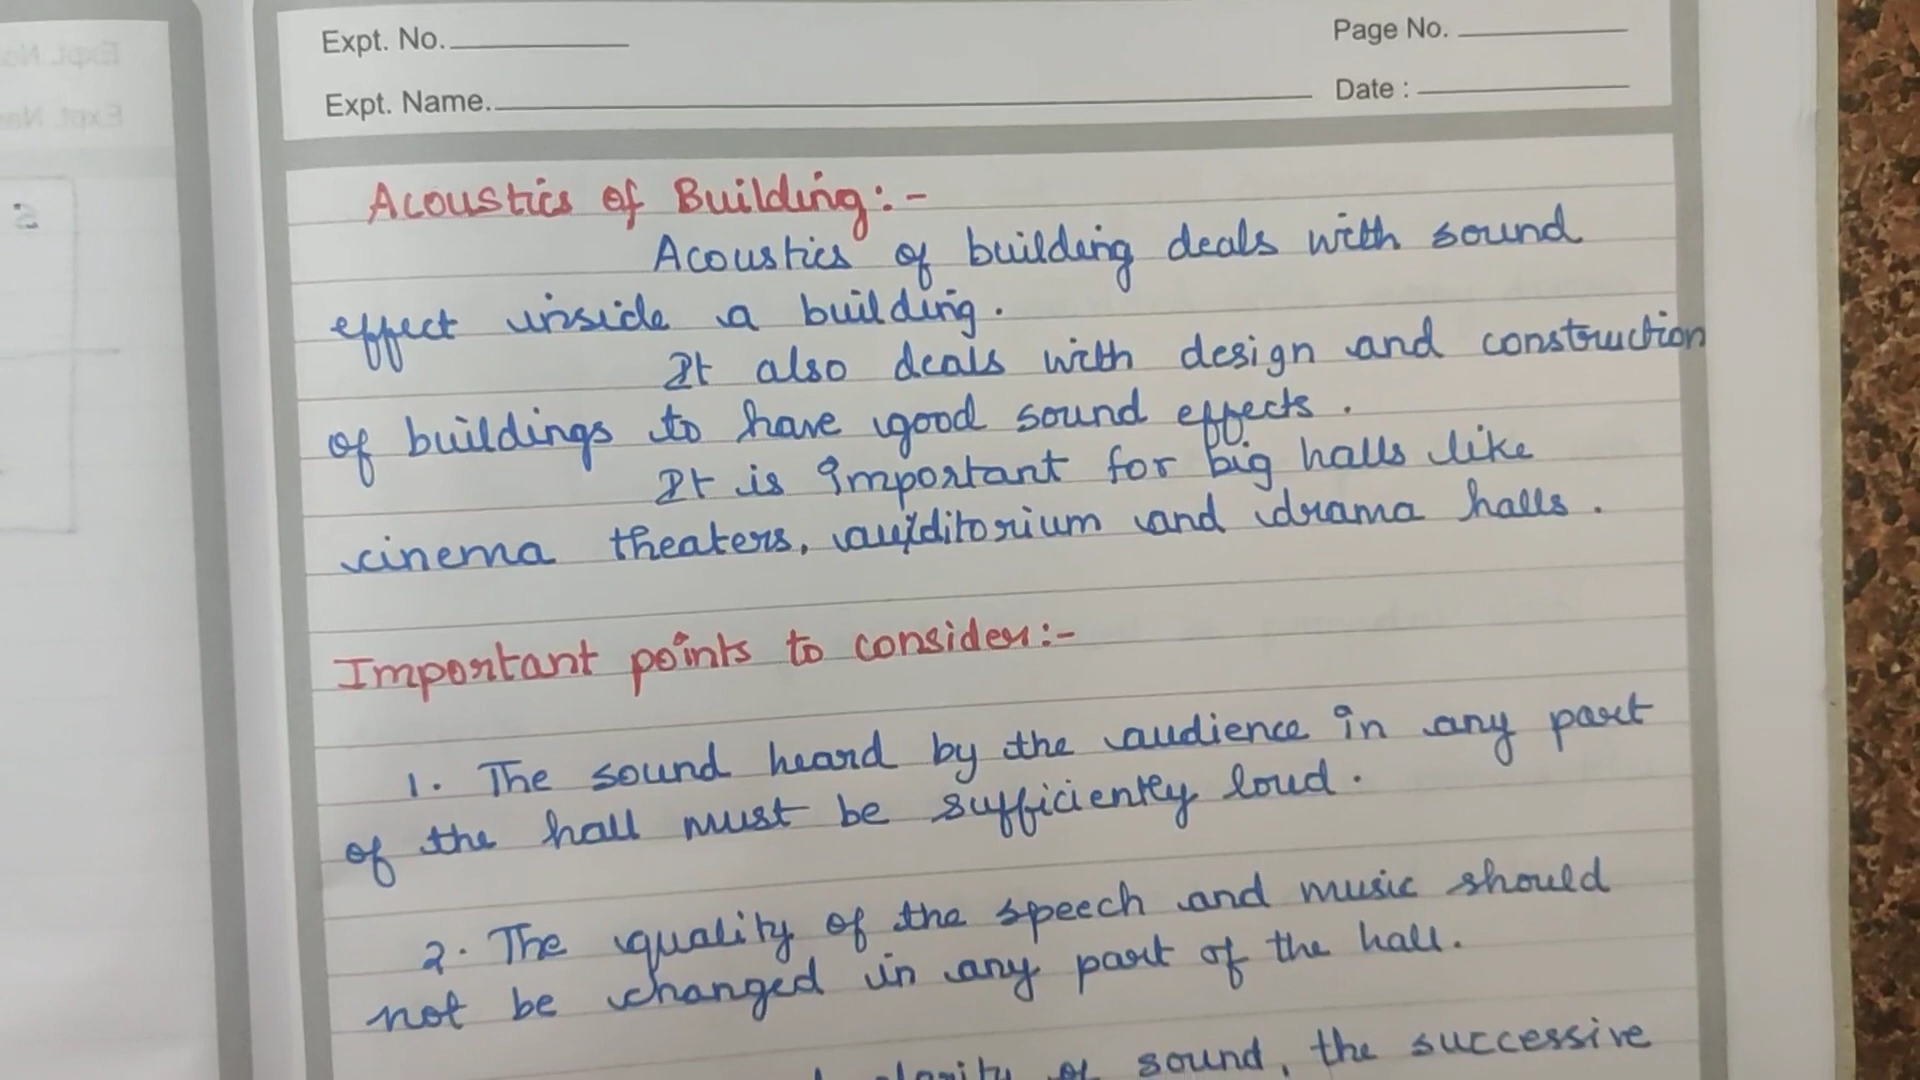 Expt. No.
Page No.
Expt. Name.
Date :
Acoustics of Building:-
Acoustics of building deals with sound
effect inside a building.
It also deals with design and construction
of buildings to have good sound effects.
It is important for big halls like
cinema theaters, auditorium and drama halls.
Important points to consider:-
1. The sound heard by the audience in any part
of the hall must be sufficiently loud.
2. The quality of the speech and music should
not be changed in any part of the hall.
clarity of sound, the successive